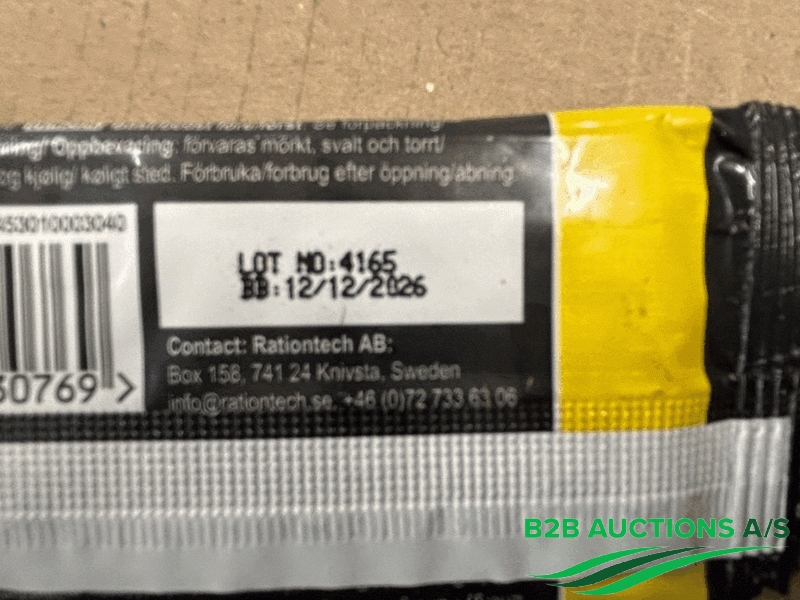 förvaras mörkt, svalt och torrt/
kjølig/ køligt sted. Förbruka/forbrug efter öppning/åbning
453010003040
LOT NO:4165
BB:12/12/2026
30769 >
Contact: Rationtech AB:
Box 158, 741 24 Knivsta, Sweden
info@rationtech.se, +46 (0)72 733 63 06
B2B AUCTIONS A/S